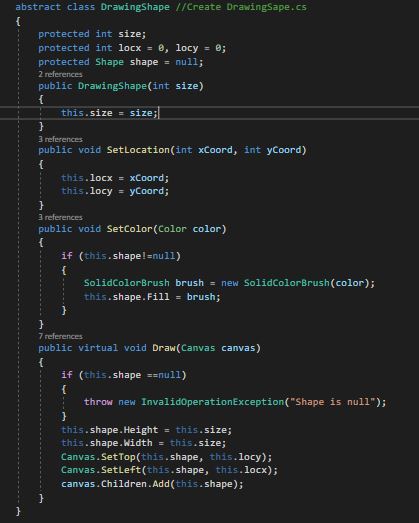 abstract class DrawingShape //Create DrawingSape.cs
{
protected int size;
protected int locx = 0, locy = 0;
protected Shape shape = null;
2 references
public DrawingShape(int size)
{
this.size = size;
}
3 references
public void SetLocation(int xCoord, int yCoord)
{
this.locx = xCoord;
this.locy = yCoord;
}
3 references
public void SetColor(Color color)
{
if (this.shape!=null)
{
SolidColorBrush brush = new SolidColorBrush(color);
this.shape.Fill = brush;
}
}
7 references
public virtual void Draw(Canvas canvas)
{
if (this.shape ==null)
{
throw new InvalidOperationException("Shape is null");
}
this.shape.Height = this.size;
this.shape.Width = this.size;
Canvas.SetTop(this.shape, this.locy);
Canvas.SetLeft(this.shape, this.locx);
canvas.Children.Add(this.shape);
}
}